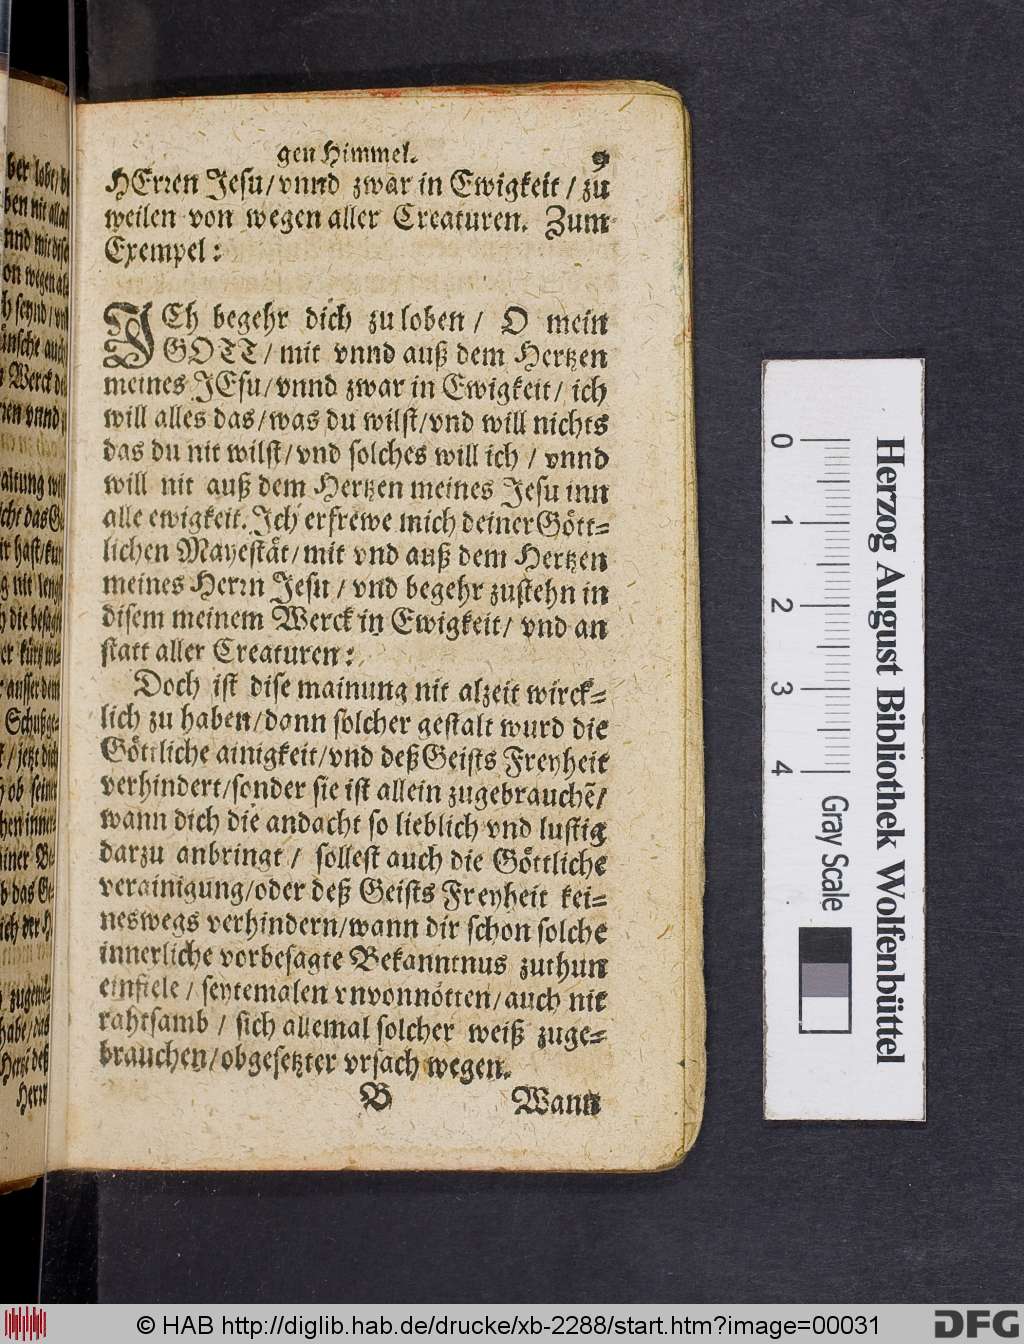 gen Himmel. 9
HErren Jesu/vnnd zwar in Ewigkeit / zu
weilen von wegen aller Creaturen. Zum
Exempel:
JCh begehr dich zu loben / O mein
GOTT/mit vnnd auß dem Hertzen
meines JEsu/vnnd zwar in Ewigkeit/ ich
will alles das/was du wilst/vnd will nichts
das du nit wilst/vnd solches will ich / vnnd
will nit auß dem Hertzen meines Jesu inn
alle ewigkeit. Ich erfrewe mich deiner Gött-
lichen Mayestät/mit vnd auß dem Hertzen
meines Herrn Jesu / vnd begehr zustehn in
disem meinem Werck in Ewigkeit/ vnd an
statt aller Creaturen:
Doch ist dise mainung nit alzeit wirck-
lich zu haben/dann solcher gestalt wurd die
Göttliche ainigkeit/vnd deß Geists Freyheit
verhindert/sonder sie ist allein zugebrauchẽ/
wann dich die andacht so lieblich vnd lustig
darzu anbringt / sollest auch die Göttliche
verainigung/oder deß Geists Freyheit kei-
neswegs verhindern/wann dir schon solche
innerliche vorbesagte Bekanntnus zuthun
einfiele / seytemalen vnvonnötten/auch nit
rahtsamb / sich allemal solcher weiß zuge-
brauchen/obgesetzter vrsach wegen.
B Wann
Herzog August Bibliothek Wolfenbüttel
0 1 2 3 4 Gray Scale
© HAB http://diglib.hab.de/drucke/xb-2288/start.htm?image=00031
DFG